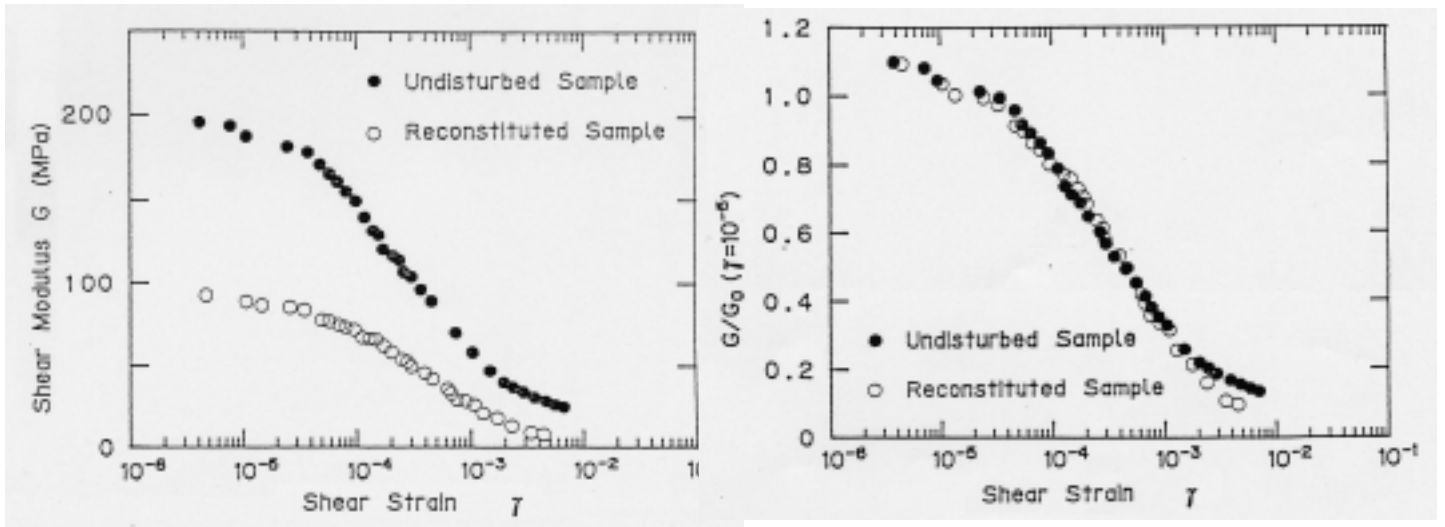 Undisturbed Sample
Reconstituted Sample
200
100
0
Shear Modulus G (MPa)
10⁻⁶ 10⁻⁵ 10⁻⁴ 10⁻³ 10⁻²
Shear Strain γ
1.2
1.0
0.8
0.6
0.4
0.2
0
G/G₀ (γ=10⁻⁵)
Undisturbed Sample
Reconstituted Sample
10⁻⁶ 10⁻⁵ 10⁻⁴ 10⁻³ 10⁻² 10⁻¹
Shear Strain γ